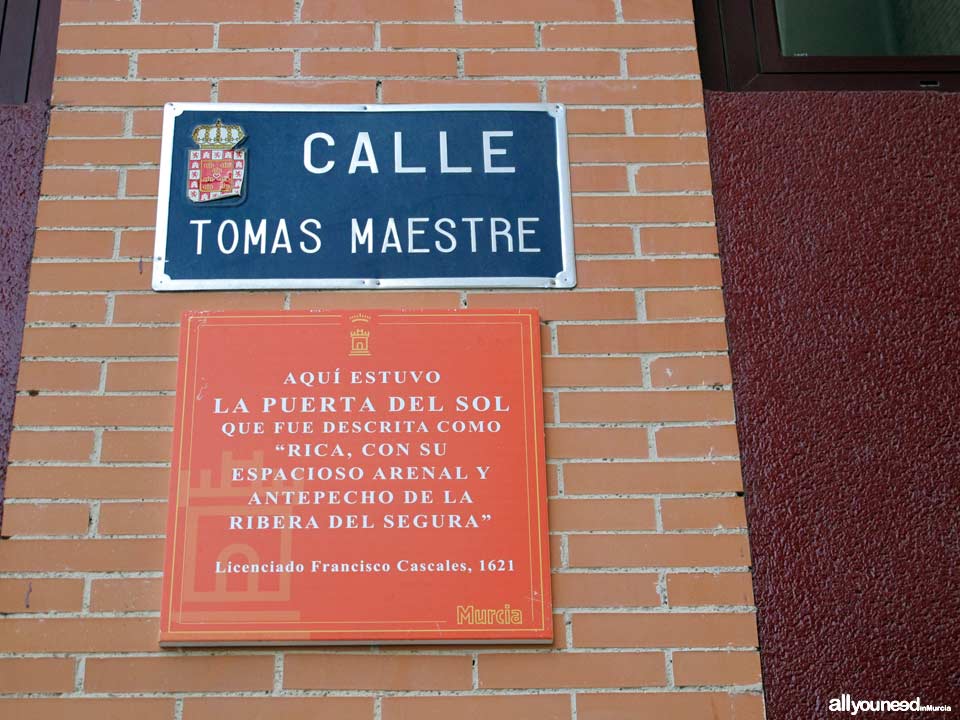 CALLE
TOMAS MAESTRE
AQUÍ ESTUVO
LA PUERTA DEL SOL
QUE FUE DESCRITA COMO
“RICA, CON SU
ESPACIOSO ARENAL Y
ANTEPECHO DE LA
RIBERA DEL SEGURA”
Licenciado Francisco Cascales, 1621
Murcia
allyouneedinMurcia